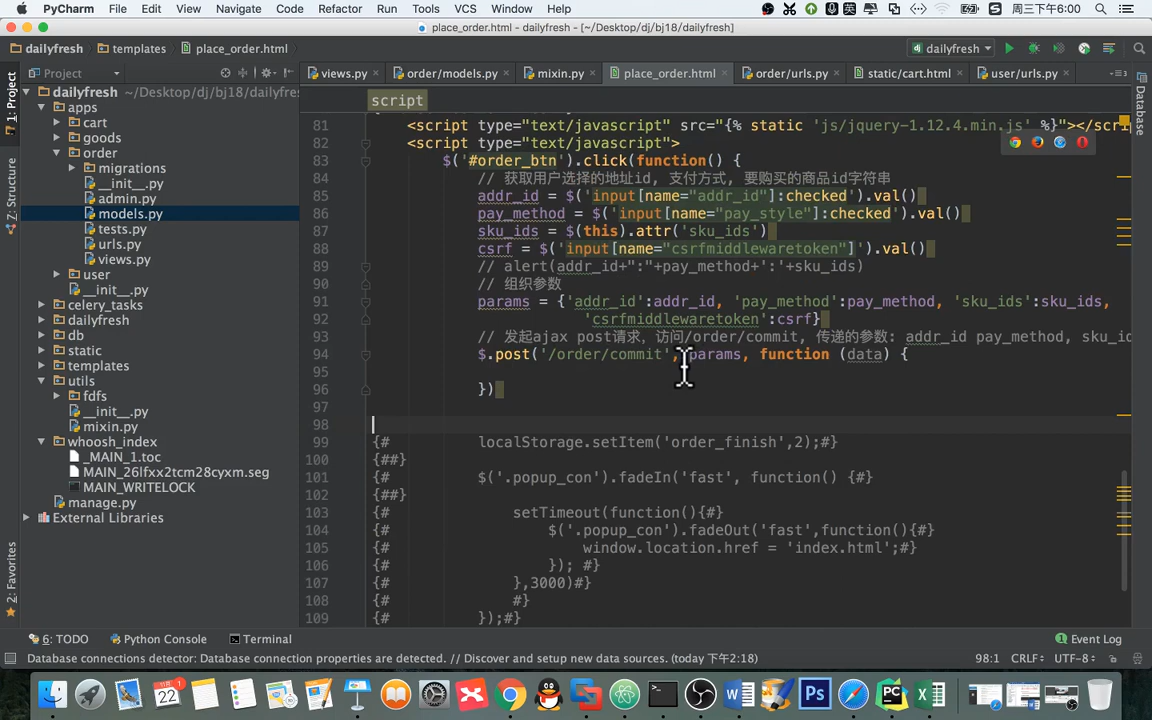 PyCharm File Edit View Navigate Code Refactor Run Tools VCS Window Help 英 周三下午6:00
place_order.html - dailyfresh - [~/Desktop/dj/bj18/dailyfresh]
dailyfresh templates place_order.html dailyfresh
Project
views.py order/models.py mixin.py place_order.html order/urls.py static/cart.html user/urls.py
1: Project
Z: Structure
2: Favorites
Database
dailyfresh ~/Desktop/dj/bj18/dailyfres
apps
cart
goods
order
migrations
__init__.py
admin.py
models.py
tests.py
urls.py
views.py
user
__init__.py
celery_tasks
dailyfresh
db
static
templates
utils
fdfs
__init__.py
mixin.py
whoosh_index
_MAIN_1.toc
MAIN_26lfxx2tcm28cyxm.seg
MAIN_WRITELOCK
manage.py
External Libraries
script
81 <script type="text/javascript" src="{% static 'js/jquery-1.12.4.min.js' %}"></scri
82 <script type="text/javascript">
83 $('#order_btn').click(function() {
84 // 获取用户选择的地址id, 支付方式, 要购买的商品id字符串
85 addr_id = $('input[name="addr_id"]:checked').val()
86 pay_method = $('input[name="pay_style"]:checked').val()
87 sku_ids = $(this).attr('sku_ids')
88 csrf = $('input[name="csrfmiddlewaretoken"]').val()
89 // alert(addr_id+":"+pay_method+':'+sku_ids)
90 // 组织参数
91 params = {'addr_id':addr_id, 'pay_method':pay_method, 'sku_ids':sku_ids,
92 'csrfmiddlewaretoken':csrf}
93 // 发起ajax post请求，访问/order/commit, 传递的参数: addr_id pay_method, sku_id
94 $.post('/order/commit', params, function (data) {
95
96 })
97
98
99 {# localStorage.setItem('order_finish',2);#}
100 {##}
101 {# $('.popup_con').fadeIn('fast', function() {#}
102 {##}
103 {# setTimeout(function(){#}
104 {# $('.popup_con').fadeOut('fast',function(){#}
105 {# window.location.href = 'index.html';#}
106 {# }); #}
107 {# },3000)#}
108 {# #}
109 {# });#}
6: TODO Python Console Terminal Event Log
Database connections detector: Database connection properties are detected. // Discover and setup new data sources. (today 下午2:18) 98:1 CRLF UTF-8
22
Ps
PC